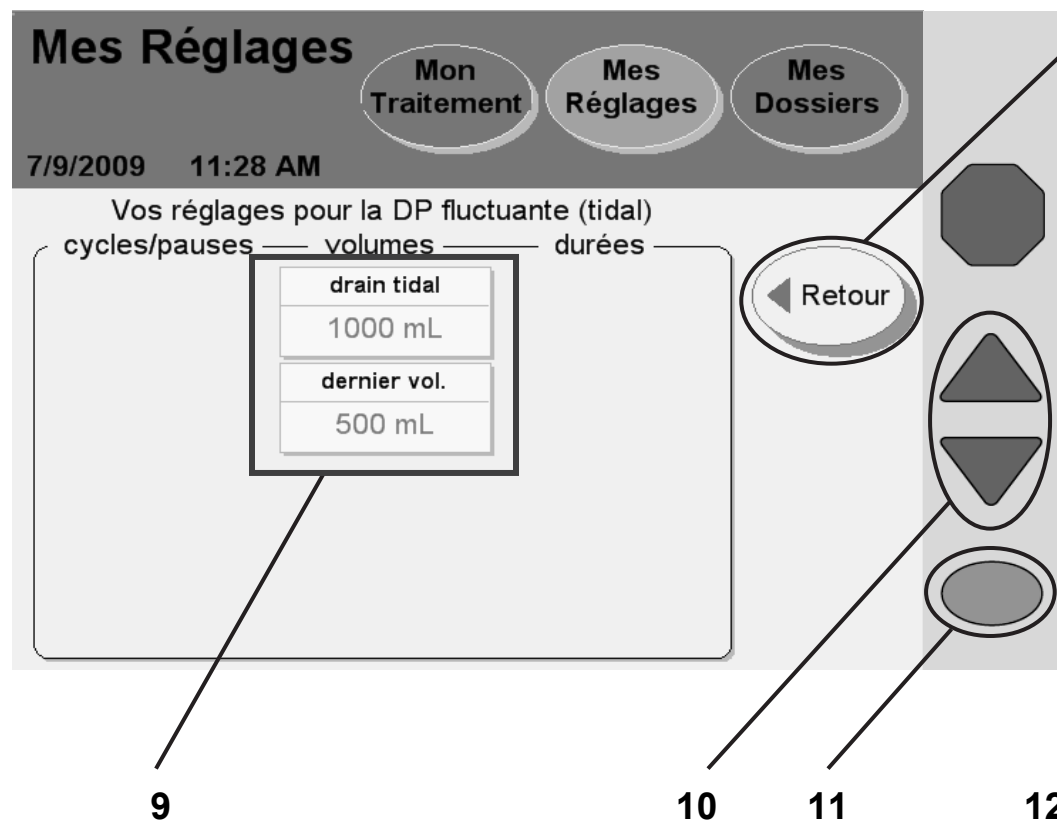 Mes Réglages
Mon
Traitement
Mes
Réglages
Mes
Dossiers
7/9/2009 11:28 AM
Vos réglages pour la DP fluctuante (tidal)
cycles/pauses volumes durées
drain tidal
1000 mL
dernier vol.
500 mL
Retour
9 10 11 12